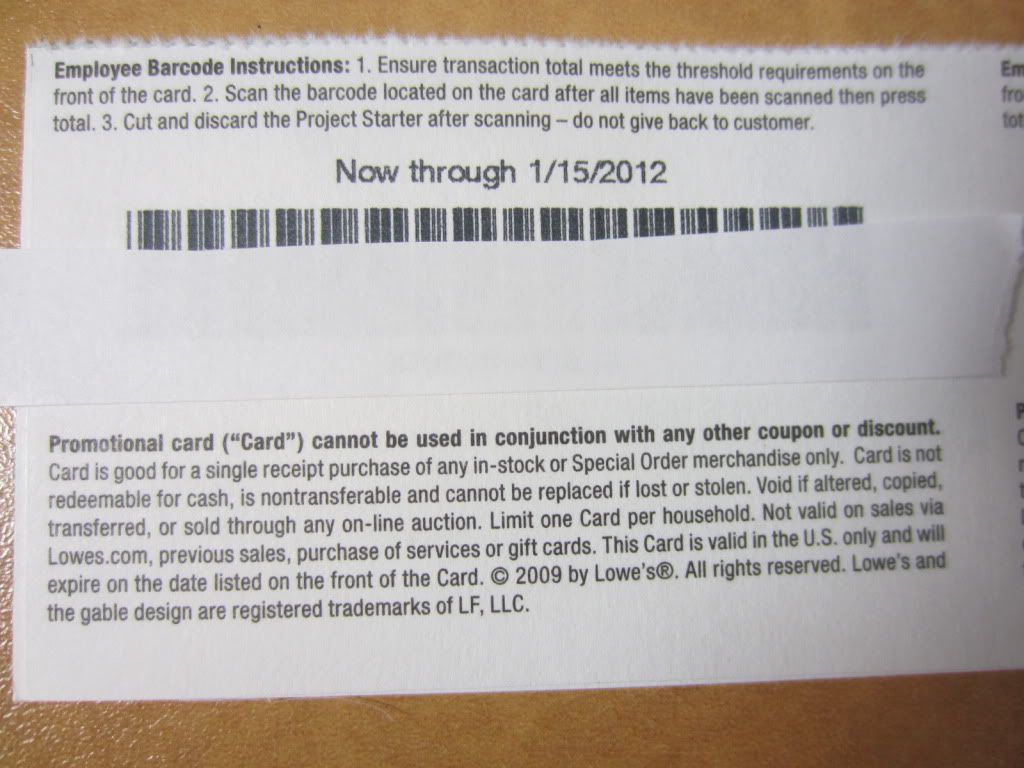 Employee Barcode Instructions: 1. Ensure transaction total meets the threshold requirements on the
front of the card. 2. Scan the barcode located on the card after all items have been scanned then press
total. 3. Cut and discard the Project Starter after scanning – do not give back to customer.
Now through 1/15/2012
Promotional card (“Card”) cannot be used in conjunction with any other coupon or discount.
Card is good for a single receipt purchase of any in-stock or Special Order merchandise only. Card is not
redeemable for cash, is nontransferable and cannot be replaced if lost or stolen. Void if altered, copied,
transferred, or sold through any on-line auction. Limit one Card per household. Not valid on sales via
Lowes.com, previous sales, purchase of services or gift cards. This Card is valid in the U.S. only and will
expire on the date listed on the front of the Card. © 2009 by Lowe's®. All rights reserved. Lowe's and
the gable design are registered trademarks of LF, LLC.